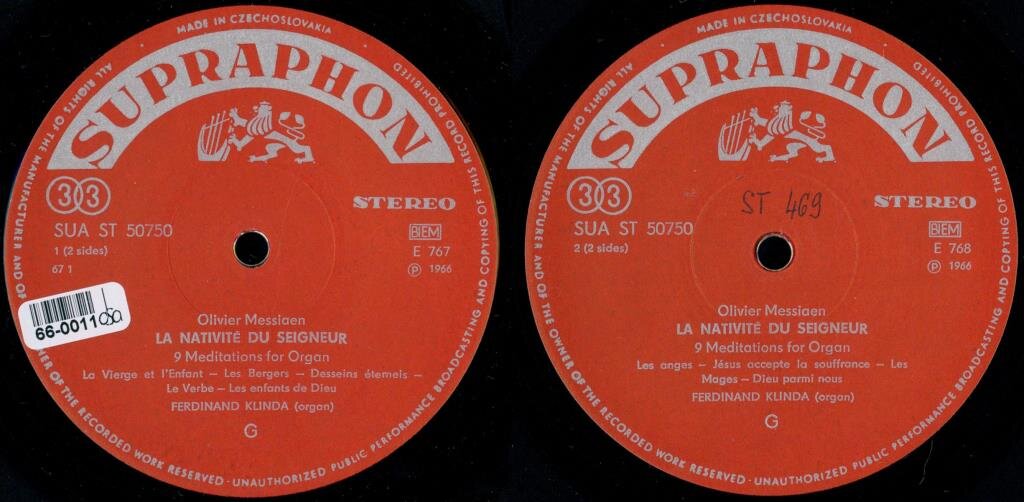 MADE IN CZECHOSLOVAKIA
ALL RIGHTS OF THE MANUFACTURER AND OF THE OWNER OF THE RECORDED WORK RESERVED - UNAUTHORIZED PUBLIC PERFORMANCE BROADCASTING AND COPYING OF THIS RECORD PROHIBITED
SUPRAPHON
33
STEREO
SUA ST 50750
BIEM
1 (2 sides)
E 767
67 1
Ⓟ 1966
66-0011
Olivier Messiaen
LA NATIVITÉ DU SEIGNEUR
9 Meditations for Organ
La Vierge et l'Enfant – Les Bergers – Desseins éternels –
Le Verbe – Les enfants de Dieu
FERDINAND KLINDA (organ)
G
MADE IN CZECHOSLOVAKIA
ALL RIGHTS OF THE MANUFACTURER AND OF THE OWNER OF THE RECORDED WORK RESERVED - UNAUTHORIZED PUBLIC PERFORMANCE BROADCASTING AND COPYING OF THIS RECORD PROHIBITED
SUPRAPHON
33
STEREO
ST 469
SUA ST 50750
BIEM
2 (2 sides)
E 768
Ⓟ 1966
Olivier Messiaen
LA NATIVITÉ DU SEIGNEUR
9 Meditations for Organ
Les anges – Jésus accepte la souffrance – Les
Mages – Dieu parmi nous
FERDINAND KLINDA (organ)
G